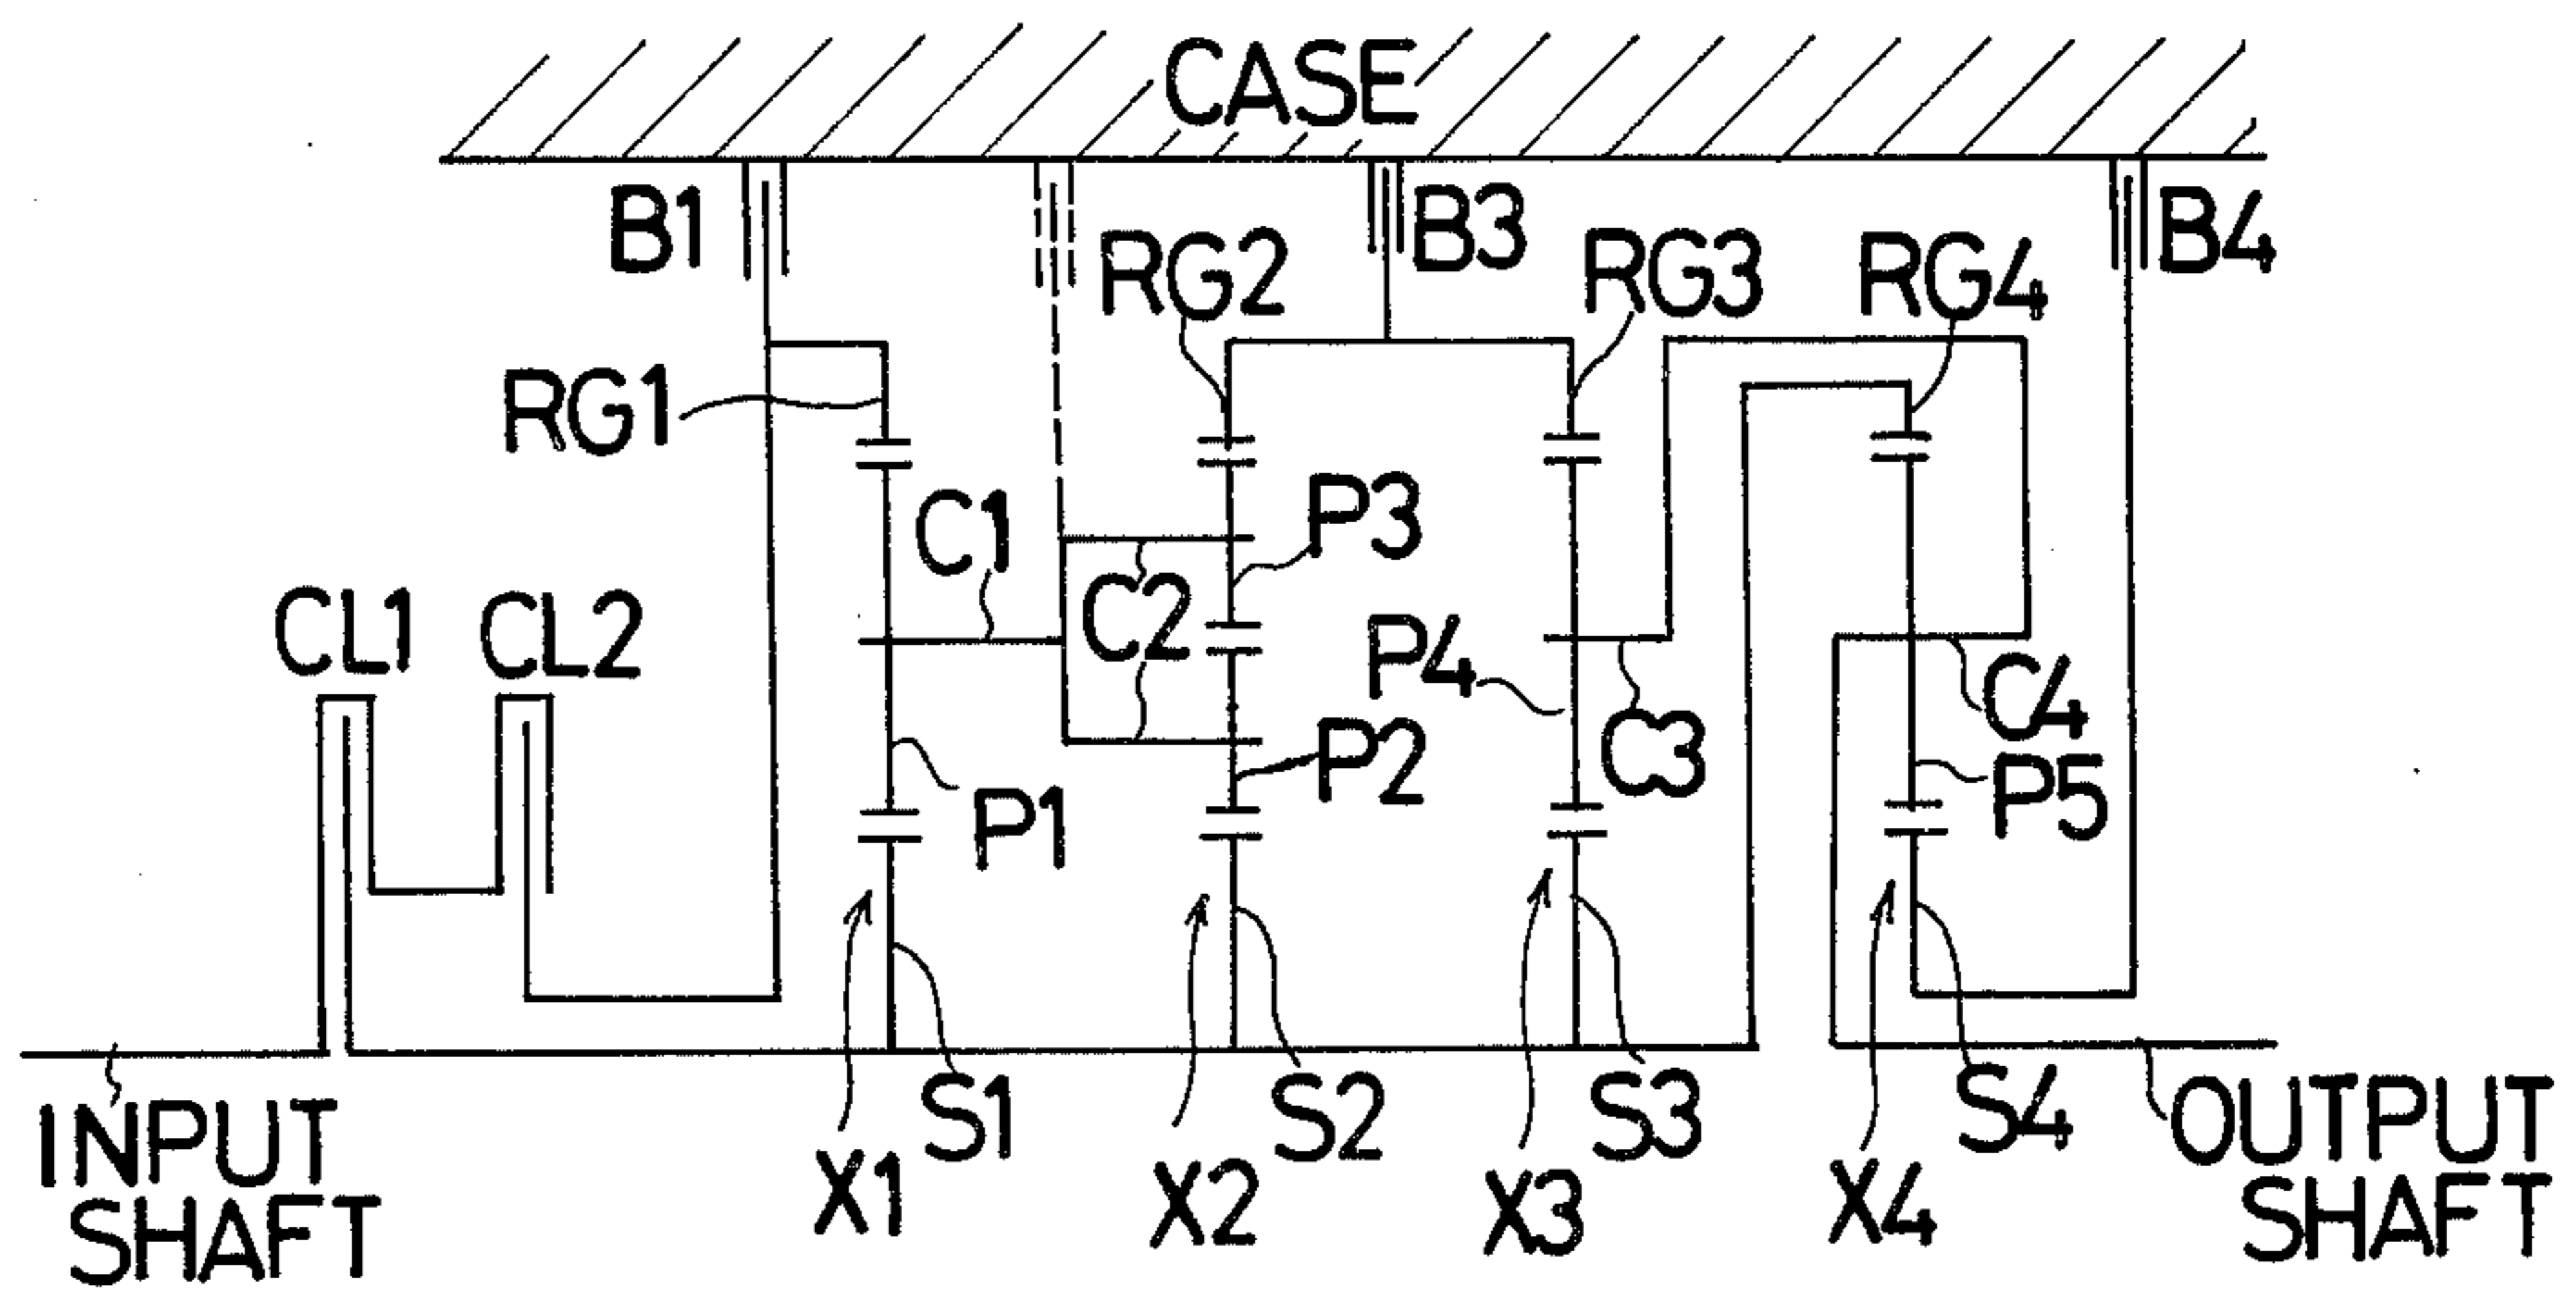 CASE
B1
B3
B4
RG2
RG3
RG4
RG1
C1
P3
C2
CL1
CL2
P4
C3
C4
P2
P1
P5
S1
S2
S3
S4
X1
X2
X3
X4
INPUT
SHAFT
OUTPUT
SHAFT